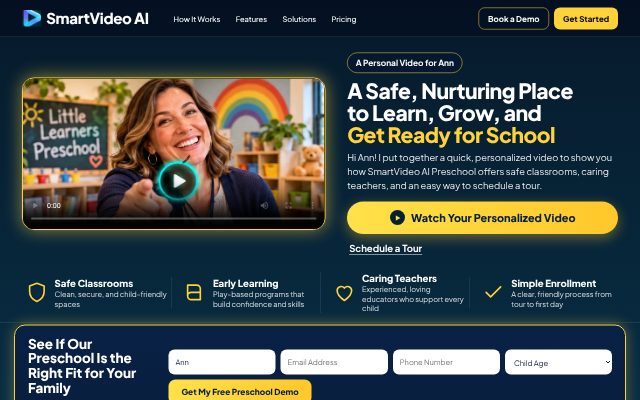 SmartVideo AI
How It Works
Features
Solutions
Pricing
Book a Demo
Get Started
A Personal Video for Ann
Little
Learners
Preschool
0:00
A Safe, Nurturing Place
to Learn, Grow, and
Get Ready for School
Hi Ann! I put together a quick, personalized video to show you
how SmartVideo AI Preschool offers safe classrooms, caring
teachers, and an easy way to schedule a tour.
Watch Your Personalized Video
Schedule a Tour
Safe Classrooms
Clean, secure, and child-friendly
spaces
Early Learning
Play-based programs that
build confidence and skills
Caring Teachers
Experienced, loving
educators who support every
child
Simple Enrollment
A clear, friendly process from
tour to first day
See If Our
Preschool Is the
Right Fit for Your
Family
Ann
Email Address
Phone Number
Child Age
Get My Free Preschool Demo